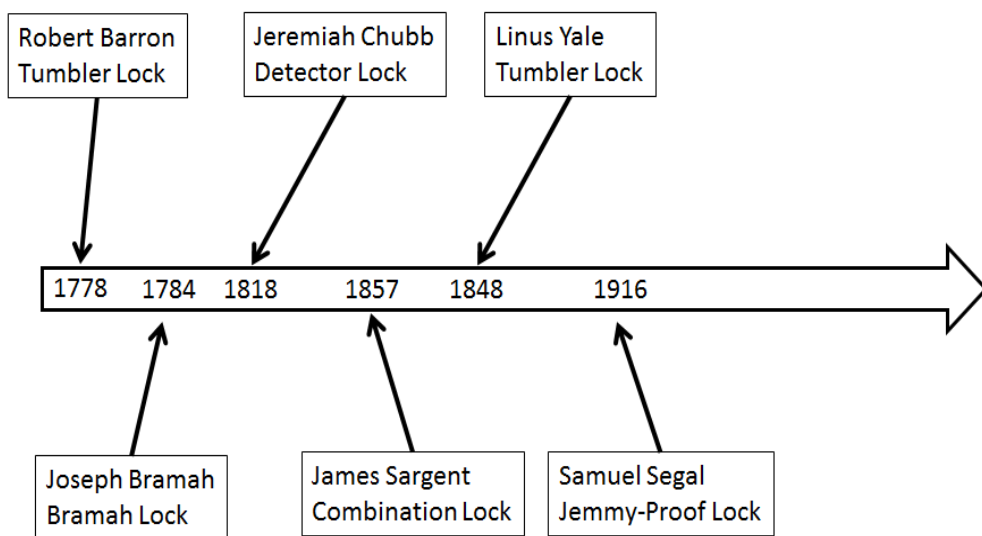 Robert Barron
Tumbler Lock
Jeremiah Chubb
Detector Lock
Linus Yale
Tumbler Lock
1778 1784 1818 1857 1848 1916
Joseph Bramah
Bramah Lock
James Sargent
Combination Lock
Samuel Segal
Jemmy-Proof Lock